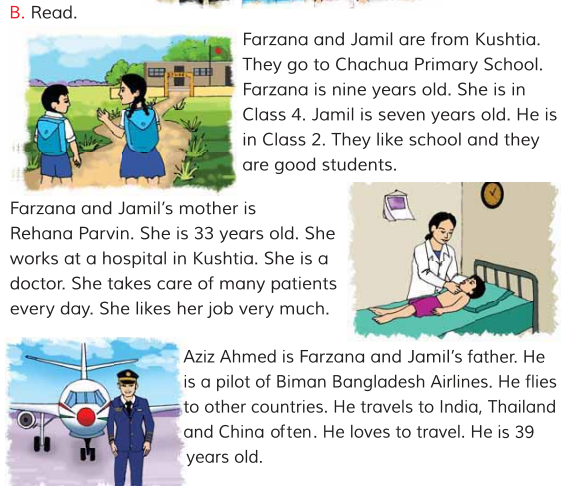 B. Read.
Farzana and Jamil are from Kushtia.
They go to Chachua Primary School.
Farzana is nine years old. She is in
Class 4. Jamil is seven years old. He is
in Class 2. They like school and they
are good students.
Farzana and Jamil's mother is
Rehana Parvin. She is 33 years old. She
works at a hospital in Kushtia. She is a
doctor. She takes care of many patients
every day. She likes her job very much.
Aziz Ahmed is Farzana and Jamil's father. He
is a pilot of Biman Bangladesh Airlines. He flies
to other countries. He travels to India, Thailand
and China often. He loves to travel. He is 39
years old.